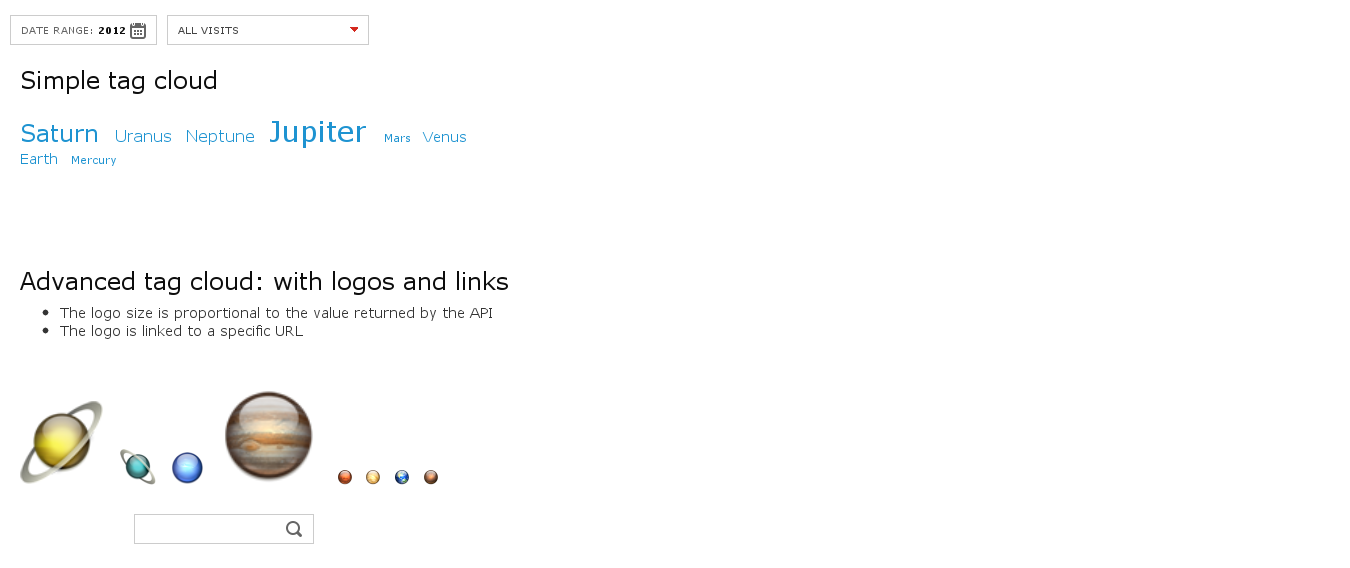 DATE RANGE: 2012 ALL VISITS
Simple tag cloud
Saturn Uranus Neptune Jupiter Mars Venus
Earth Mercury
Advanced tag cloud: with logos and links
• The logo size is proportional to the value returned by the API
• The logo is linked to a specific URL